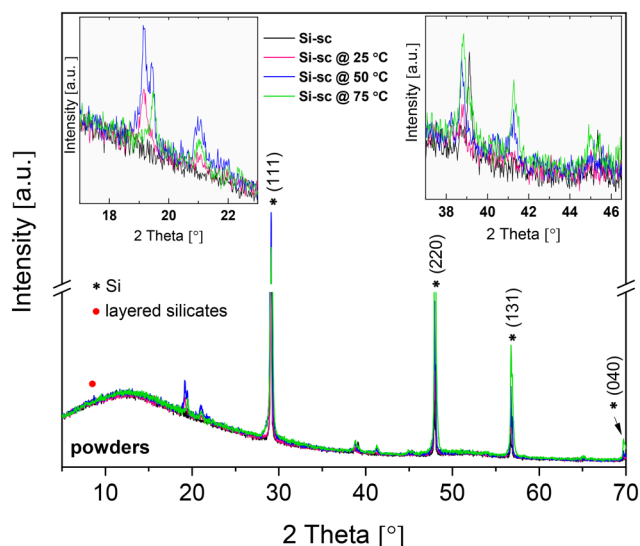 Si-sc
Si-sc @ 25 °C
Si-sc @ 50 °C
Si-sc @ 75 °C
Intensity [a.u.]
18 20 22
2 Theta [°]
Intensity [a.u.]
38 40 42 44 46
2 Theta [°]
* (111)
* (220)
* (131)
* (040)
* Si
• layered silicates
powders
Intensity [a.u.]
10 20 30 40 50 60 70
2 Theta [°]